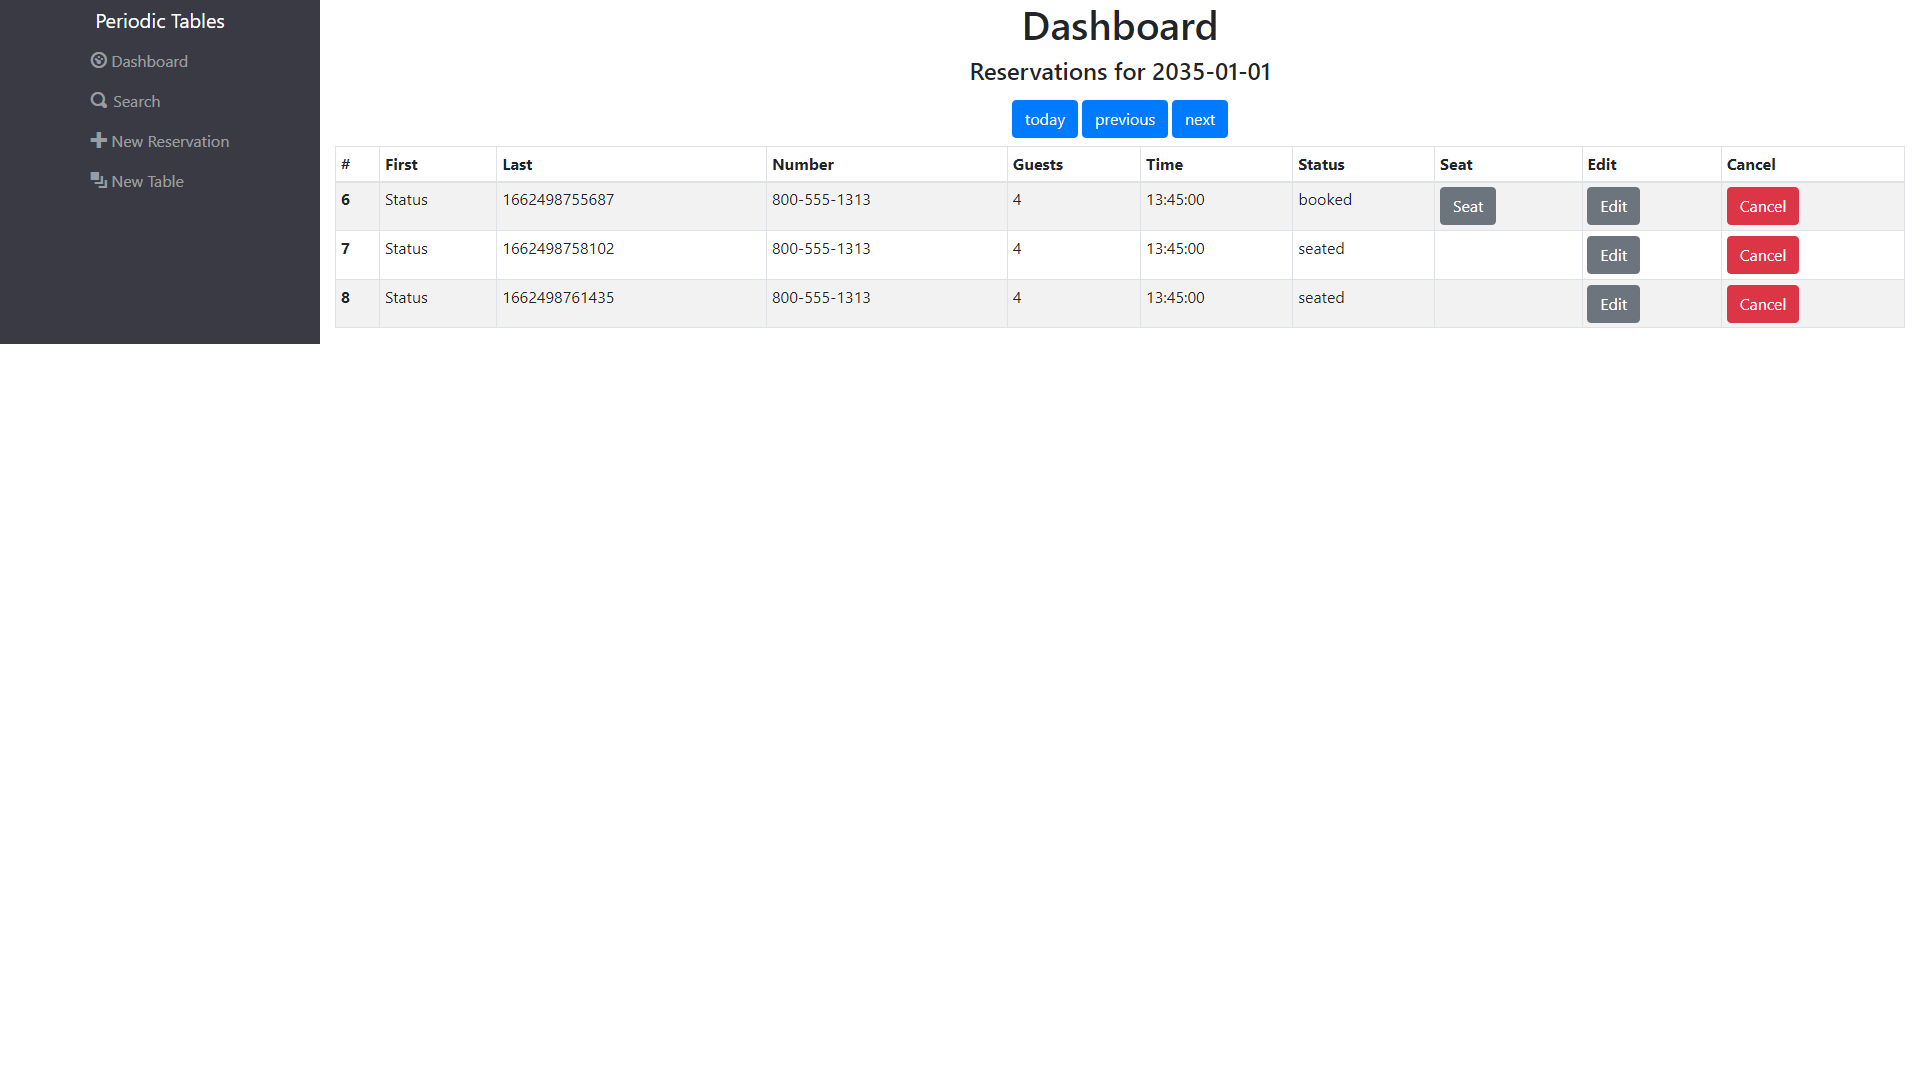 Periodic Tables
Dashboard
Search
New Reservation
New Table
Dashboard
Reservations for 2035-01-01
today previous next
# First Last Number Guests Time Status Seat Edit Cancel
6 Status 1662498755687 800-555-1313 4 13:45:00 booked Seat Edit Cancel
7 Status 1662498758102 800-555-1313 4 13:45:00 seated Edit Cancel
8 Status 1662498761435 800-555-1313 4 13:45:00 seated Edit Cancel